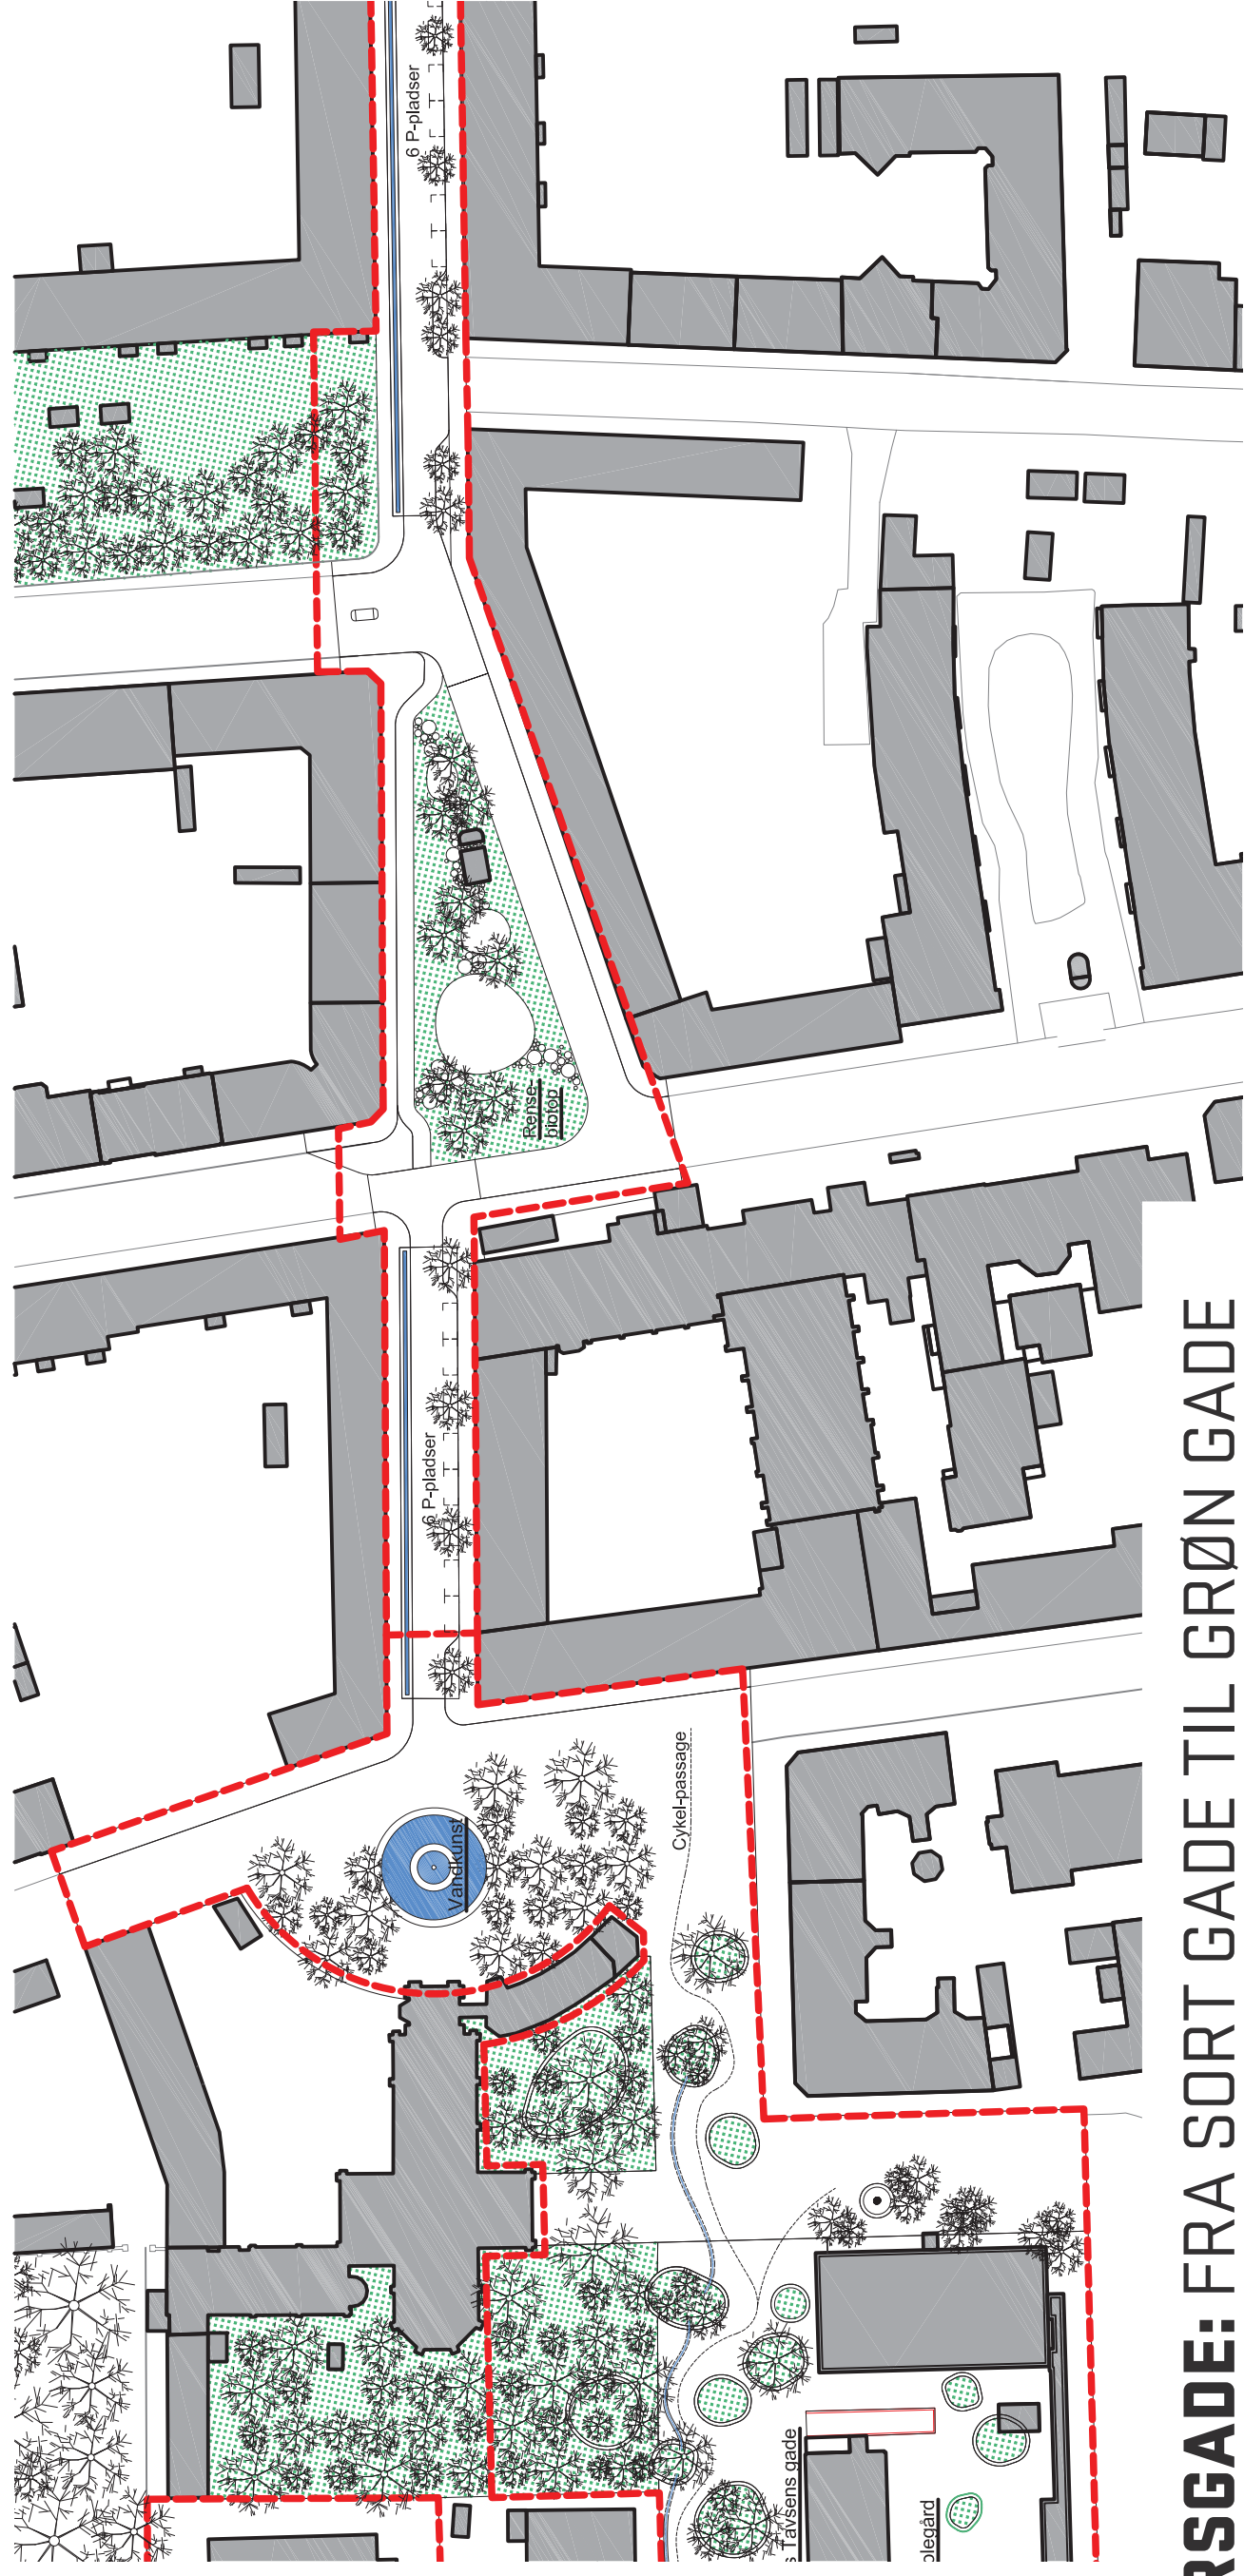 6 P-pladser
Rense-
biotop
6 P-pladser
Cykel-passage
Vandkunst
s Tavsens gade
olegård
RSGADE: FRA SORT GADE TIL GRØN GADE